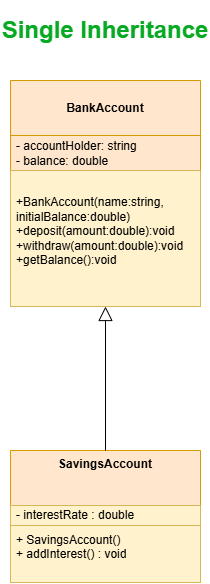 Single Inheritance
BankAccount
- accountHolder: string
- balance: double
+BankAccount(name:string,
initialBalance:double)
+deposit(amount:double):void
+withdraw(amount:double):void
+getBalance():void
SavingsAccount
- interestRate : double
+ SavingsAccount()
+ addInterest() : void